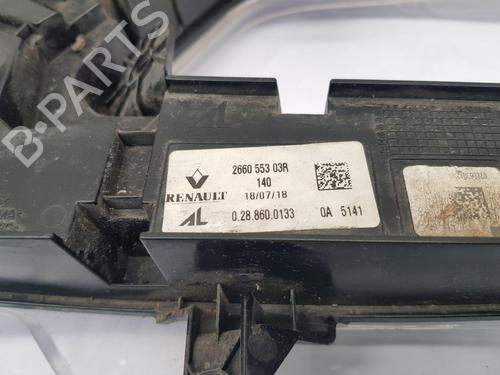 B-PARTS
2660 553 03R
140
RENAULT 18/07/18
AL 0.28.860.0133 0A 5141